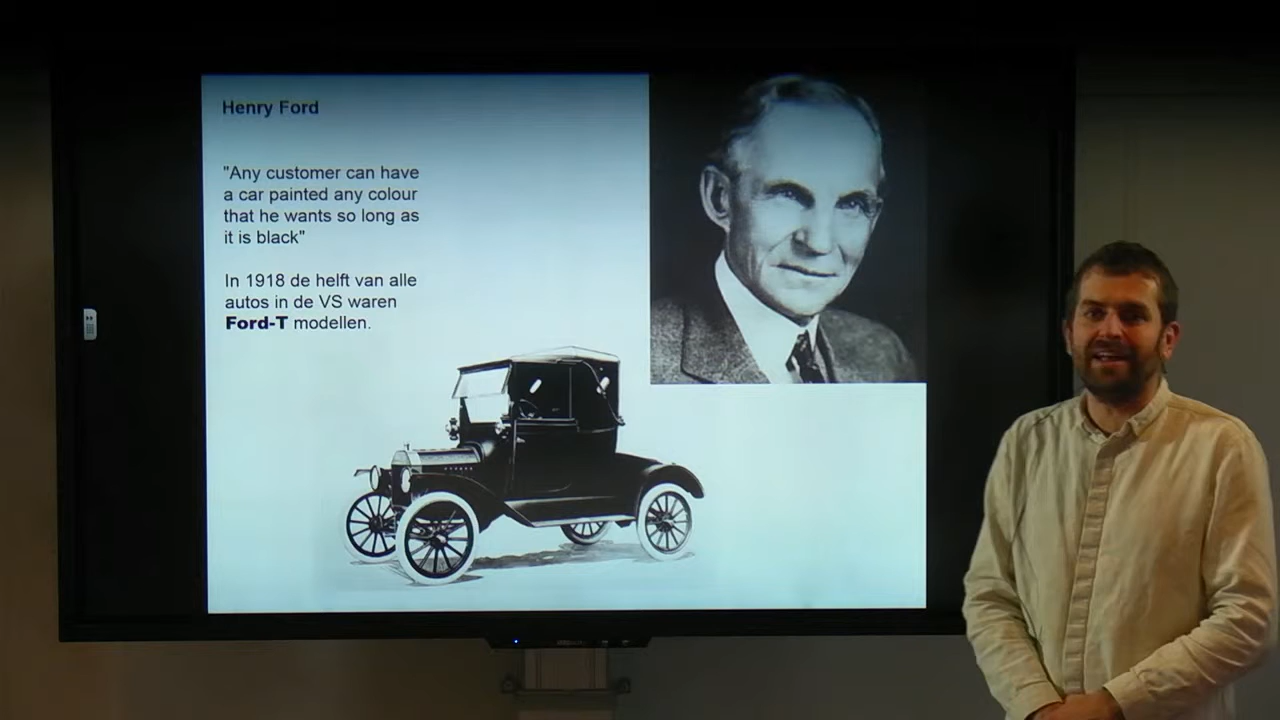 Henry Ford
"Any customer can have
a car painted any colour
that he wants so long as
it is black"
In 1918 de helft van alle
autos in de VS waren
Ford-T modellen.